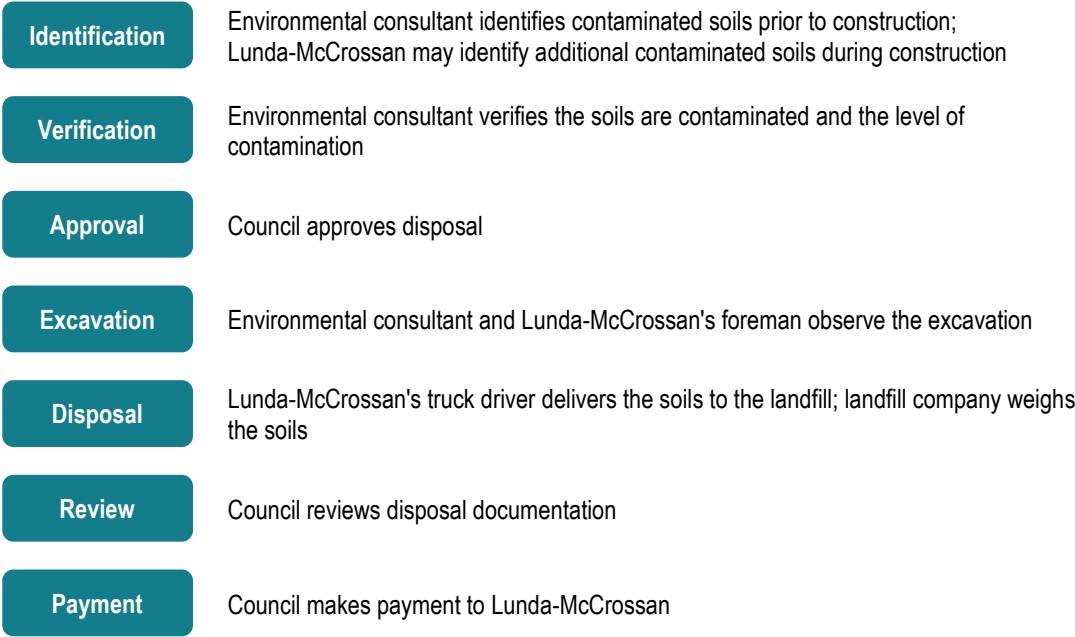 Identification
Environmental consultant identifies contaminated soils prior to construction;
Lunda-McCrossan may identify additional contaminated soils during construction
Verification
Environmental consultant verifies the soils are contaminated and the level of
contamination
Approval
Council approves disposal
Excavation
Environmental consultant and Lunda-McCrossan's foreman observe the excavation
Disposal
Lunda-McCrossan's truck driver delivers the soils to the landfill; landfill company weighs
the soils
Review
Council reviews disposal documentation
Payment
Council makes payment to Lunda-McCrossan